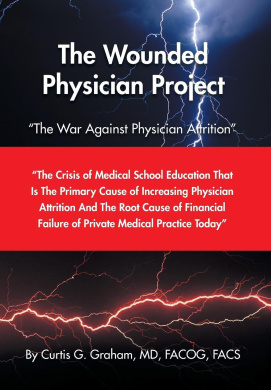 The Wounded
Physician Project
“The War Against Physician Attrition”
“The Crisis of Medical School Education That
Is The Primary Cause of Increasing Physician
Attrition And The Root Cause of Financial
Failure of Private Medical Practice Today”
By Curtis G. Graham, MD, FACOG, FACS